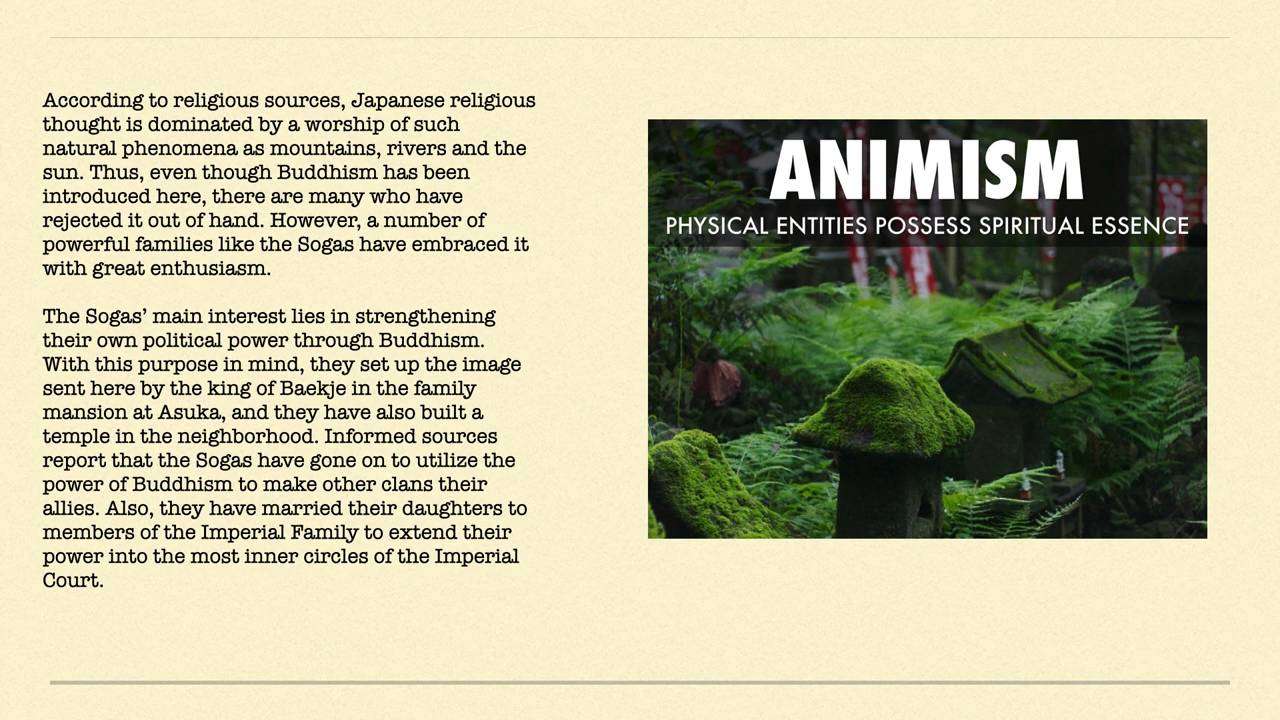 According to religious sources, Japanese religious
thought is dominated by a worship of such
natural phenomena as mountains, rivers and the
sun. Thus, even though Buddhism has been
introduced here, there are many who have
rejected it out of hand. However, a number of
powerful families like the Sogas have embraced it
with great enthusiasm.
The Sogas’ main interest lies in strengthening
their own political power through Buddhism.
With this purpose in mind, they set up the image
sent here by the king of Baekje in the family
mansion at Asuka, and they have also built a
temple in the neighborhood. Informed sources
report that the Sogas have gone on to utilize the
power of Buddhism to make other clans their
allies. Also, they have married their daughters to
members of the Imperial Family to extend their
power into the most inner circles of the Imperial
Court.
ANIMISM
PHYSICAL ENTITIES POSSESS SPIRITUAL ESSENCE